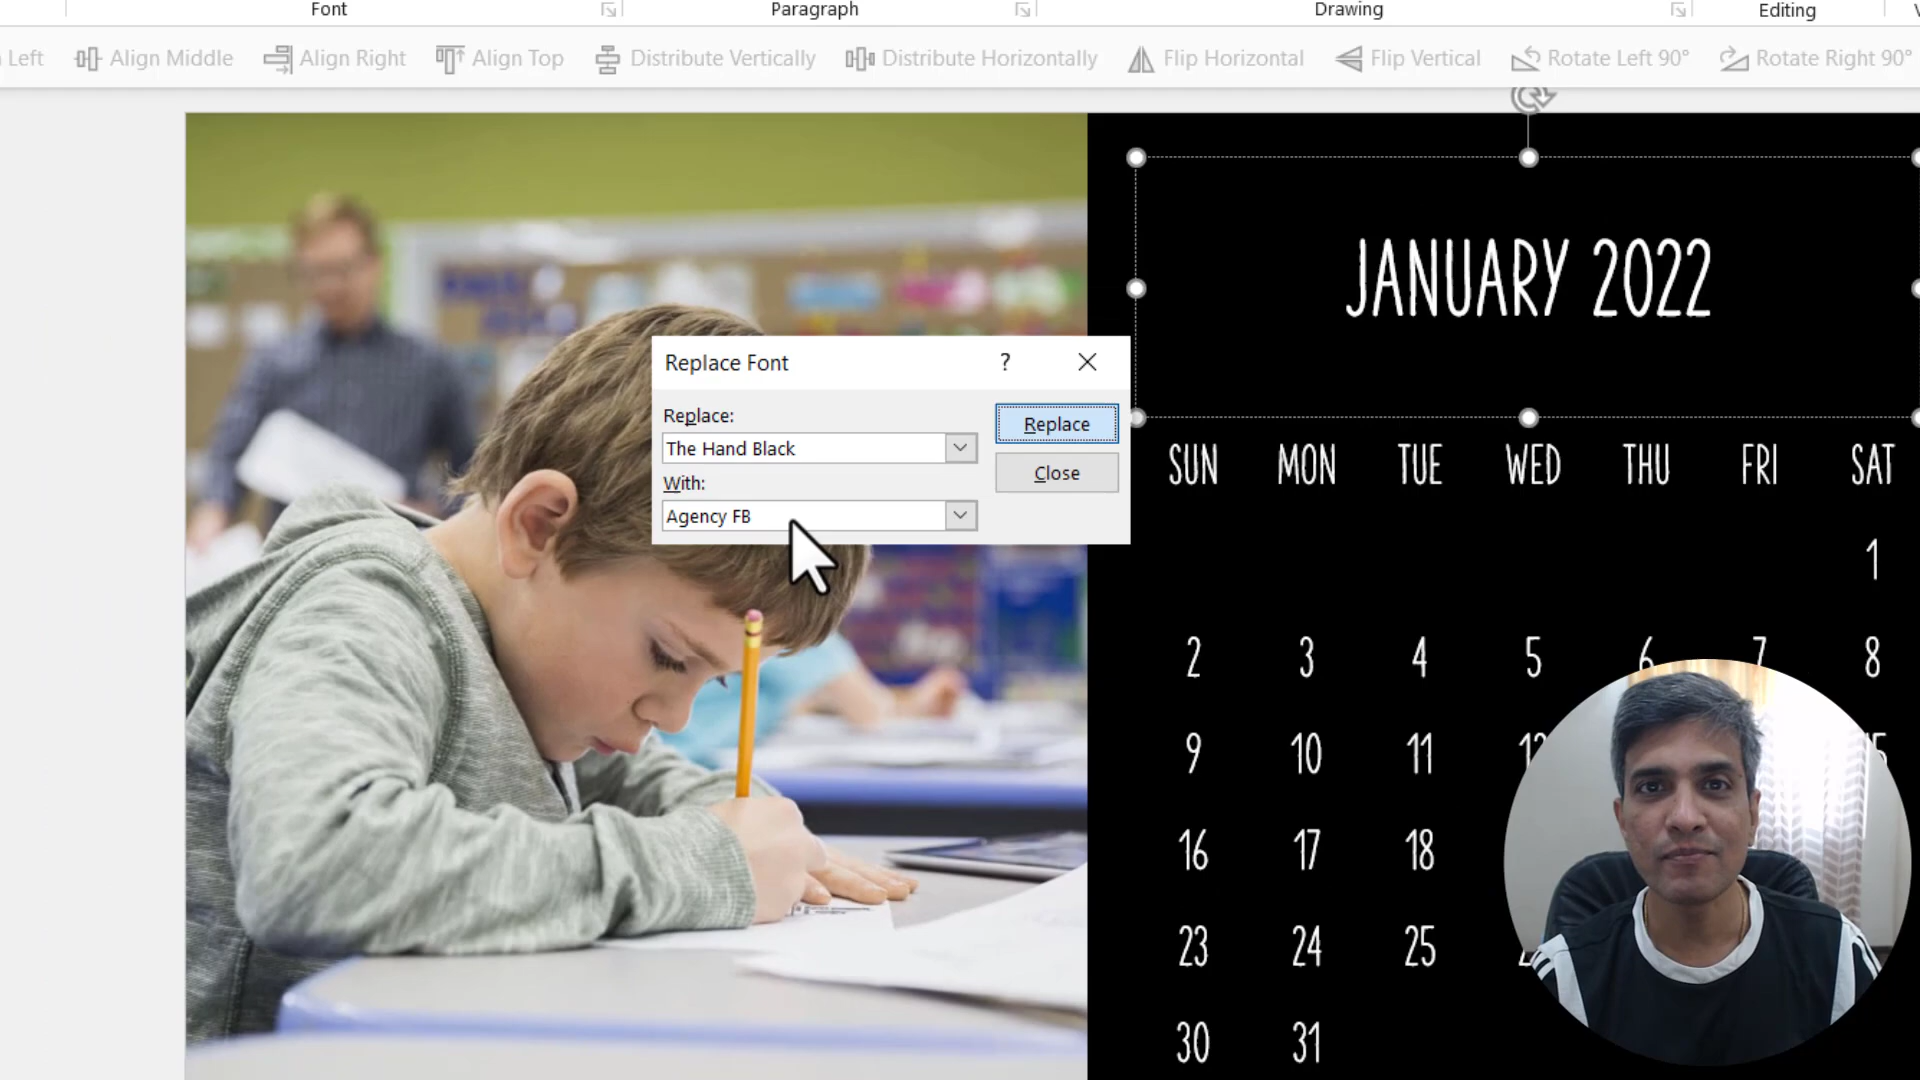 Font Paragraph Drawing Editing
Left Align Middle Align Right Align Top Distribute Vertically Distribute Horizontally Flip Horizontal Flip Vertical Rotate Left 90° Rotate Right 90°
JANUARY 2022
Replace Font ?
Replace:
Replace
The Hand Black
With:
Close
Agency FB
SUN MON TUE WED THU FRI SAT
1
2 3 4 5 6 7 8
9 10 11
16 17 18
23 24 25
30 31